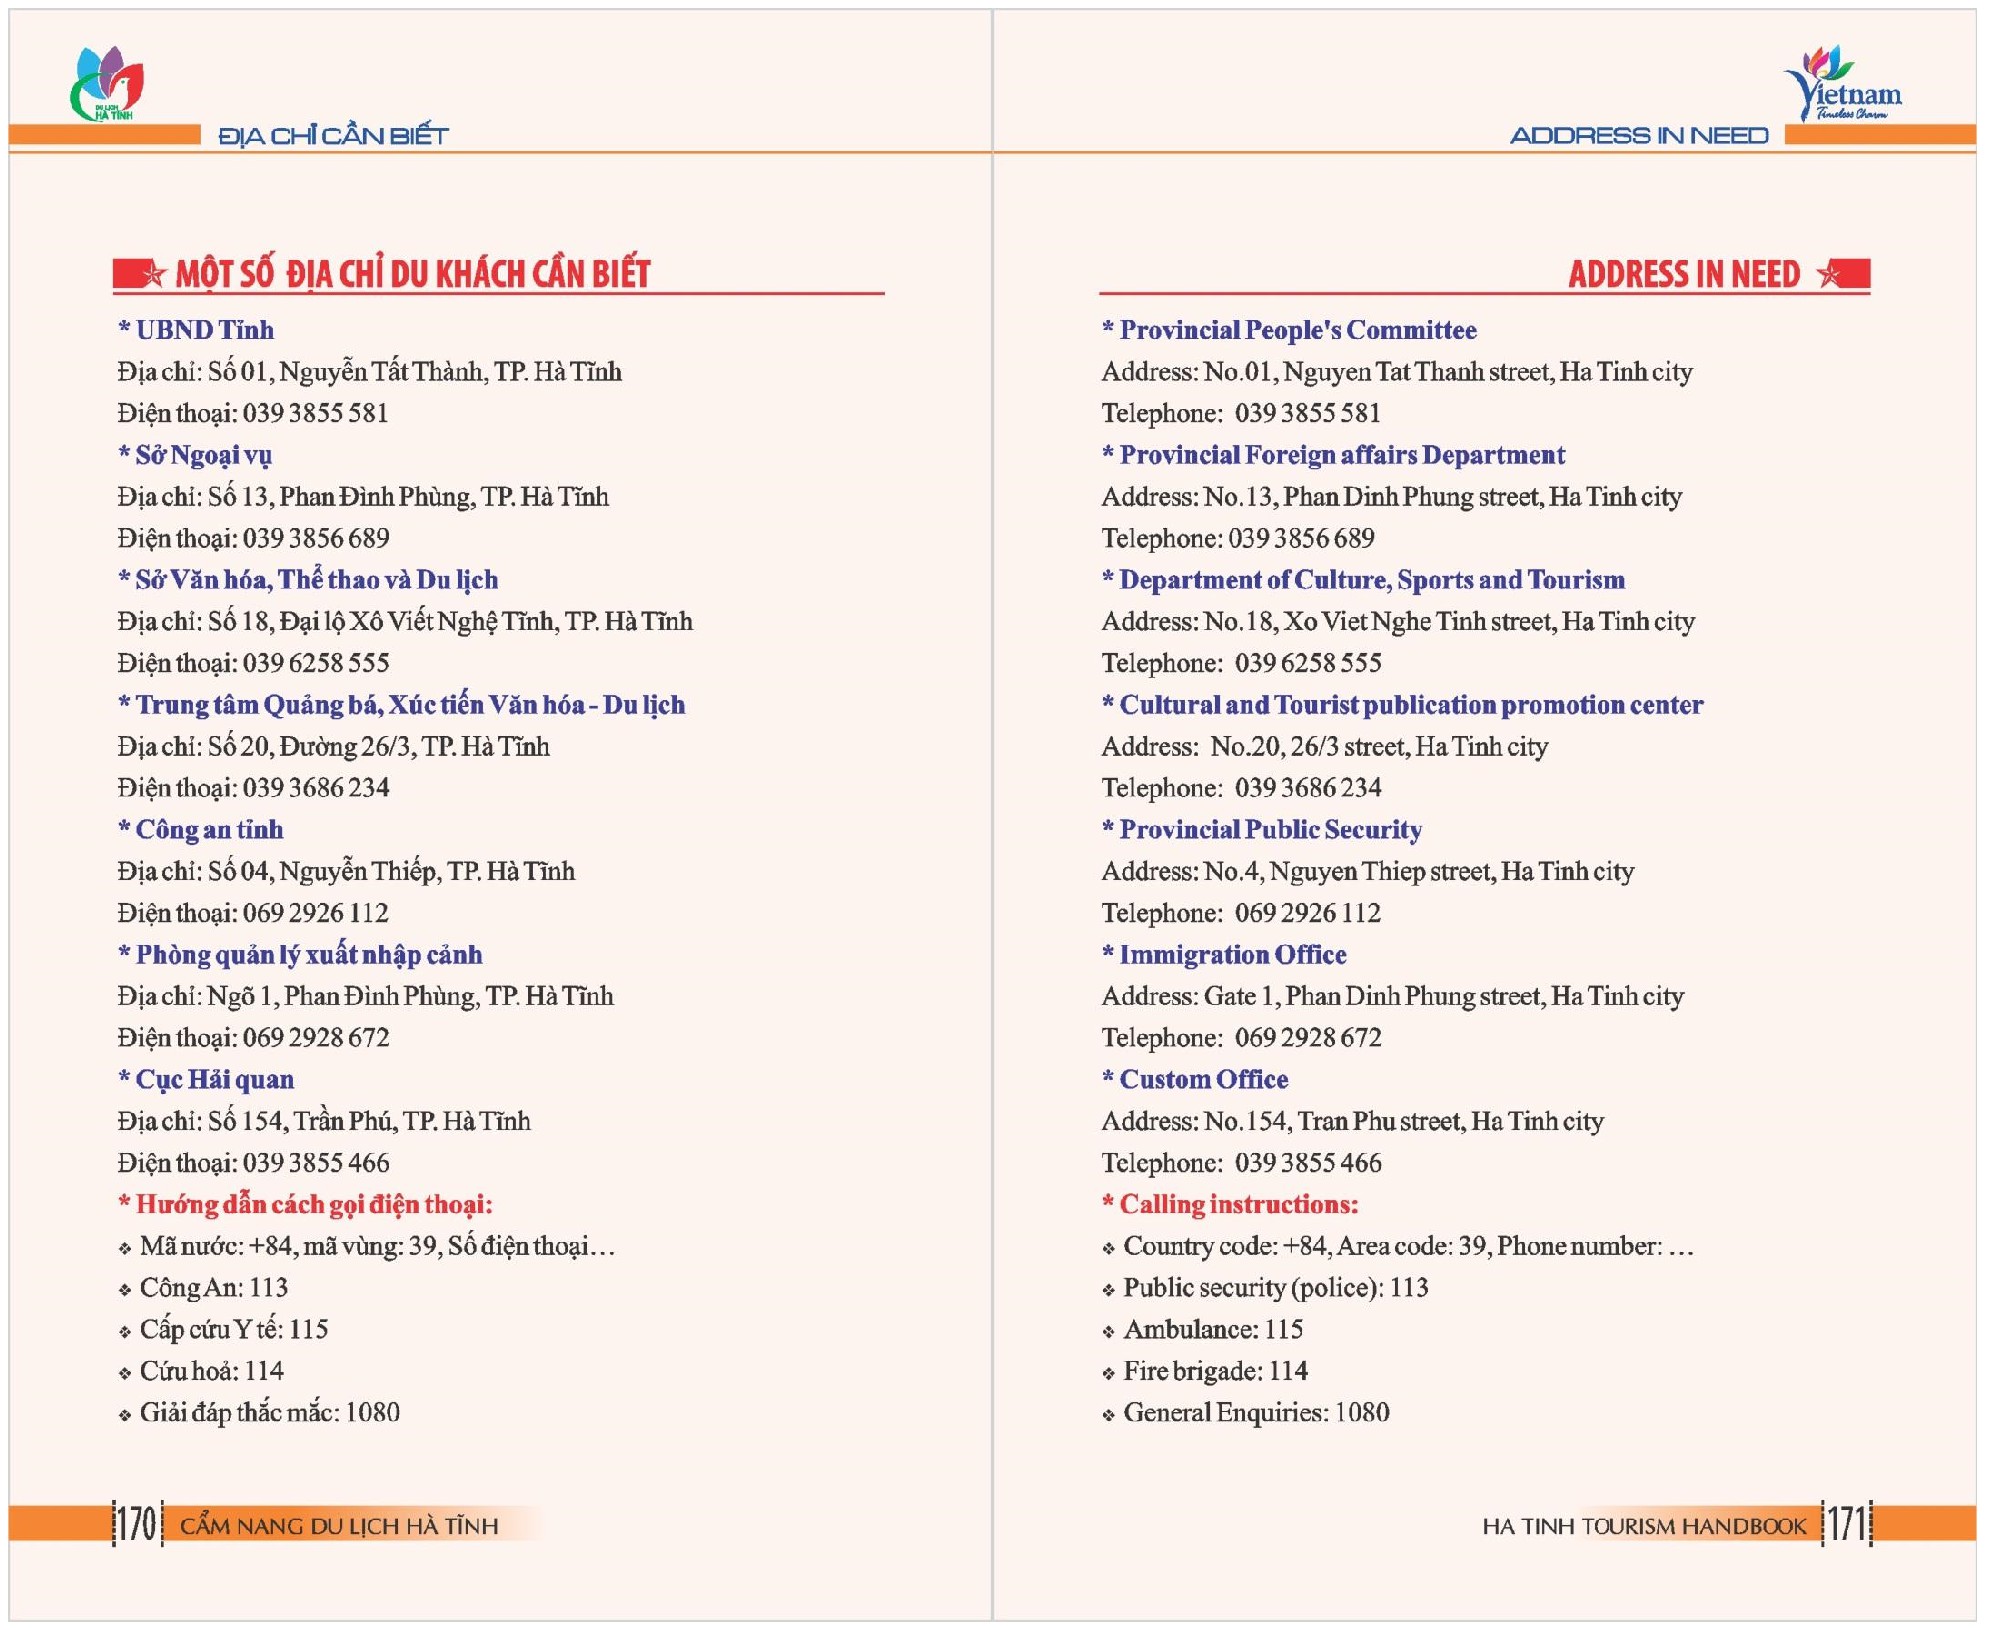 DU LỊCH
HÀ TĨNH
ĐỊA CHỈ CẦN BIẾT
MỘT SỐ ĐỊA CHỈ DU KHÁCH CẦN BIẾT
* UBND Tỉnh
Địa chỉ: Số 01, Nguyễn Tất Thành, TP. Hà Tĩnh
Điện thoại: 039 3855 581
* Sở Ngoại vụ
Địa chỉ: Số 13, Phan Đình Phùng, TP. Hà Tĩnh
Điện thoại: 039 3856 689
* Sở Văn hóa, Thể thao và Du lịch
Địa chỉ: Số 18, Đại lộ Xô Viết Nghệ Tĩnh, TP. Hà Tĩnh
Điện thoại: 039 6258 555
* Trung tâm Quảng bá, Xúc tiến Văn hóa - Du lịch
Địa chỉ: Số 20, Đường 26/3, TP. Hà Tĩnh
Điện thoại: 039 3686 234
* Công an tỉnh
Địa chỉ: Số 04, Nguyễn Thiếp, TP. Hà Tĩnh
Điện thoại: 069 2926 112
* Phòng quản lý xuất nhập cảnh
Địa chỉ: Ngõ 1, Phan Đình Phùng, TP. Hà Tĩnh
Điện thoại: 069 2928 672
* Cục Hải quan
Địa chỉ: Số 154, Trần Phú, TP. Hà Tĩnh
Điện thoại: 039 3855 466
* Hướng dẫn cách gọi điện thoại:
❖ Mã nước: +84, mã vùng: 39, Số điện thoại…
❖ Công An: 113
❖ Cấp cứu Y tế: 115
❖ Cứu hoả: 114
❖ Giải đáp thắc mắc: 1080
170 CẨM NANG DU LỊCH HÀ TĨNH
Vietnam
Timeless Charm
ADDRESS IN NEED
ADDRESS IN NEED
* Provincial People's Committee
Address: No.01, Nguyen Tat Thanh street, Ha Tinh city
Telephone: 039 3855 581
* Provincial Foreign affairs Department
Address: No.13, Phan Dinh Phung street, Ha Tinh city
Telephone: 039 3856 689
* Department of Culture, Sports and Tourism
Address: No.18, Xo Viet Nghe Tinh street, Ha Tinh city
Telephone: 039 6258 555
* Cultural and Tourist publication promotion center
Address: No.20, 26/3 street, Ha Tinh city
Telephone: 039 3686 234
* Provincial Public Security
Address: No.4, Nguyen Thiep street, Ha Tinh city
Telephone: 069 2926 112
* Immigration Office
Address: Gate 1, Phan Dinh Phung street, Ha Tinh city
Telephone: 069 2928 672
* Custom Office
Address: No.154, Tran Phu street, Ha Tinh city
Telephone: 039 3855 466
* Calling instructions:
❖ Country code: +84, Area code: 39, Phone number: …
❖ Public security (police): 113
❖ Ambulance: 115
❖ Fire brigade: 114
❖ General Enquiries: 1080
HA TINH TOURISM HANDBOOK 171